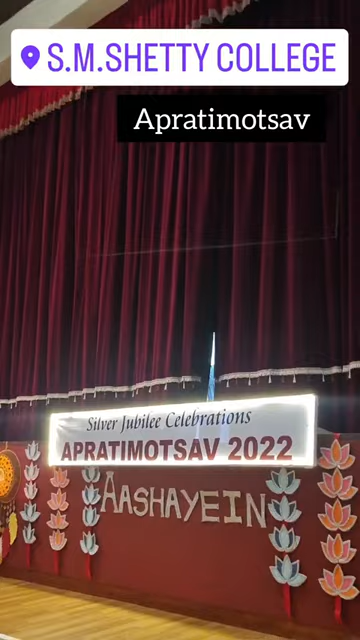 S.M.SHETTY COLLEGE
Apratimotsav
Silver Jubilee Celebrations
APRATIMOTSAV 2022
AASHAYEIN